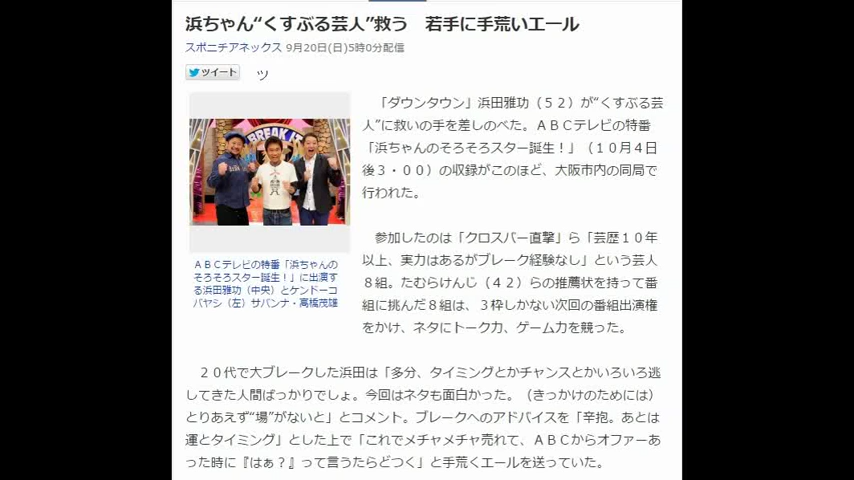 浜ちゃん“くすぶる芸人”救う　若手に手荒いエール
スポニチアネックス 9月20日(日)5時0分配信
ツイート
ツ
「ダウンタウン」浜田雅功（５２）が“くすぶる芸
人”に救いの手を差しのべた。ＡＢＣテレビの特番
「浜ちゃんのそろそろスター誕生！」（１０月４日
後３・００）の収録がこのほど、大阪市内の同局で
行われた。
BREAK IT
ＡＢＣテレビの特番「浜ちゃんの
そろそろスター誕生！」に出演す
る浜田雅功（中央）とケンドーコ
バヤシ（左）サバンナ・高橋茂雄
参加したのは「クロスバー直撃」ら「芸歴１０年
以上、実力はあるがブレーク経験なし」という芸人
８組。たむらけんじ（４２）らの推薦状を持って番
組に挑んだ８組は、３枠しかない次回の番組出演権
をかけ、ネタにトーク力、ゲーム力を競った。
２０代で大ブレークした浜田は「多分、タイミングとかチャンスとかいろいろ逃
してきた人間ばっかりでしょ。今回はネタも面白かった。（きっかけのためには）
とりあえず“場”がないと」とコメント。ブレークへのアドバイスを「辛抱。あとは
運とタイミング」とした上で「これでメチャメチャ売れて、ＡＢＣからオファーあ
った時に『はぁ？』って言うたらどつく」と手荒くエールを送っていた。